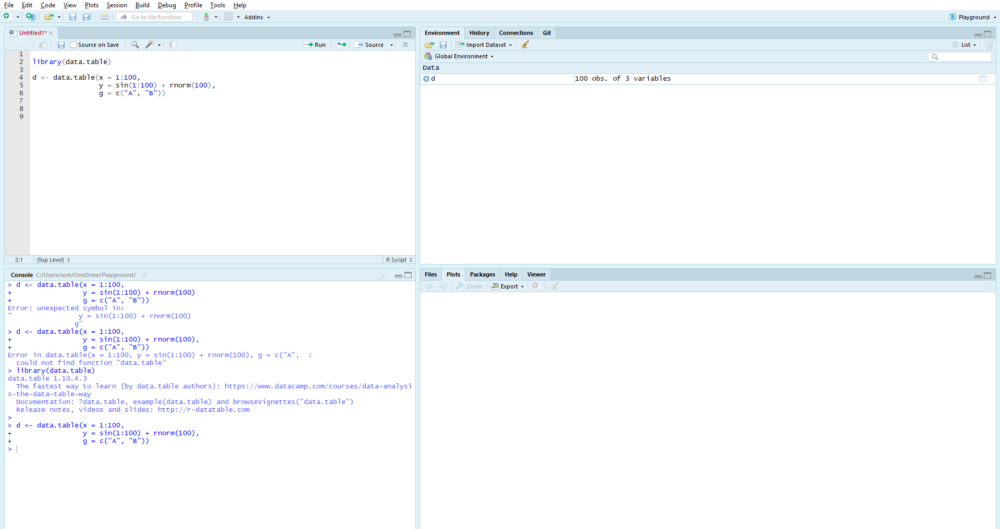 File Edit Code View Plots Session Build Debug Profile Tools Help
Go to file/function Addins Playground
Untitled1*
Source on Save Run Source
1
2 library(data.table)
3
4 d <- data.table(x = 1:100,
5 y = sin(1:100) + rnorm(100),
6 g = c("A", "B"))
7
8
9
2:1 (Top Level) R Script
Console C:/Users/scm/OneDrive/Playground/
> d <- data.table(x = 1:100,
+ y = sin(1:100) + rnorm(100)
+ g = c("A", "B"))
Error: unexpected symbol in:
" y = sin(1:100) + rnorm(100)
g"
> d <- data.table(x = 1:100,
+ y = sin(1:100) + rnorm(100),
+ g = c("A", "B"))
Error in data.table(x = 1:100, y = sin(1:100) + rnorm(100), g = c("A", :
could not find function "data.table"
> library(data.table)
data.table 1.10.4.3
The fastest way to learn (by data.table authors): https://www.datacamp.com/courses/data-analysi
s-the-data-table-way
Documentation: ?data.table, example(data.table) and browseVignettes("data.table")
Release notes, videos and slides: http://r-datatable.com
>
> d <- data.table(x = 1:100,
+ y = sin(1:100) + rnorm(100),
+ g = c("A", "B"))
>
Environment History Connections Git
Import Dataset List
Global Environment
Data
d 100 obs. of 3 variables
Files Plots Packages Help Viewer
Zoom Export